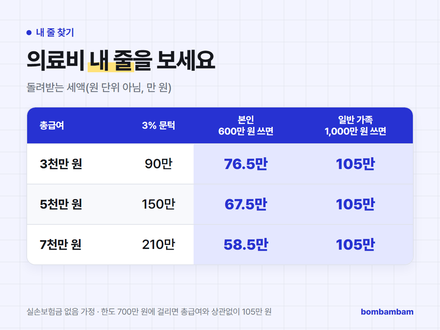 내 줄 찾기
의료비 내 줄을 보세요
돌려받는 세액(원 단위 아님, 만 원)
총급여 3% 문턱 본인 600만 원 쓰면 일반 가족 1,000만 원 쓰면
3천만 원 90만 76.5만 105만
5천만 원 150만 67.5만 105만
7천만 원 210만 58.5만 105만
실손보험금 없음 가정 · 한도 700만 원에 걸리면 총급여와 상관없이 105만 원
bombambam